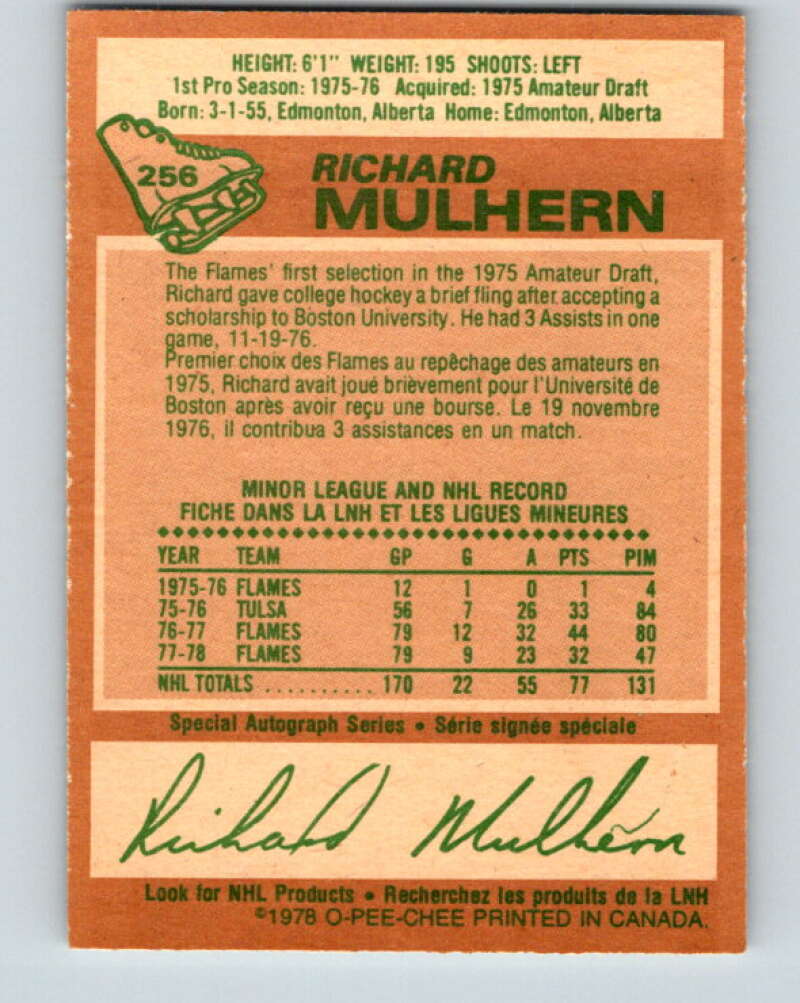 HEIGHT: 6'1" WEIGHT: 195 SHOOTS: LEFT
1st Pro Season: 1975-76 Acquired: 1975 Amateur Draft
Born: 3-1-55, Edmonton, Alberta Home: Edmonton, Alberta
256
RICHARD
MULHERN
The Flames' first selection in the 1975 Amateur Draft,
Richard gave college hockey a brief fling after accepting a
scholarship to Boston University. He had 3 Assists in one
game, 11-19-76.
Premier choix des Flames au repêchage des amateurs en
1975, Richard avait joué brièvement pour l'Université de
Boston après avoir reçu une bourse. Le 19 novembre
1976, il contribua 3 assistances en un match.
MINOR LEAGUE AND NHL RECORD
FICHE DANS LA LNH ET LES LIGUES MINEURES
YEAR TEAM GP G A PTS PIM
1975-76 FLAMES 12 1 0 1 4
75-76 TULSA 56 7 26 33 84
76-77 FLAMES 79 12 32 44 80
77-78 FLAMES 79 9 23 32 47
NHL TOTALS .......... 170 22 55 77 131
Special Autograph Series • Série signée spéciale
Richard Mulhern
Look for NHL Products • Recherchez les produits de la LNH
©1978 O-PEE-CHEE PRINTED IN CANADA.